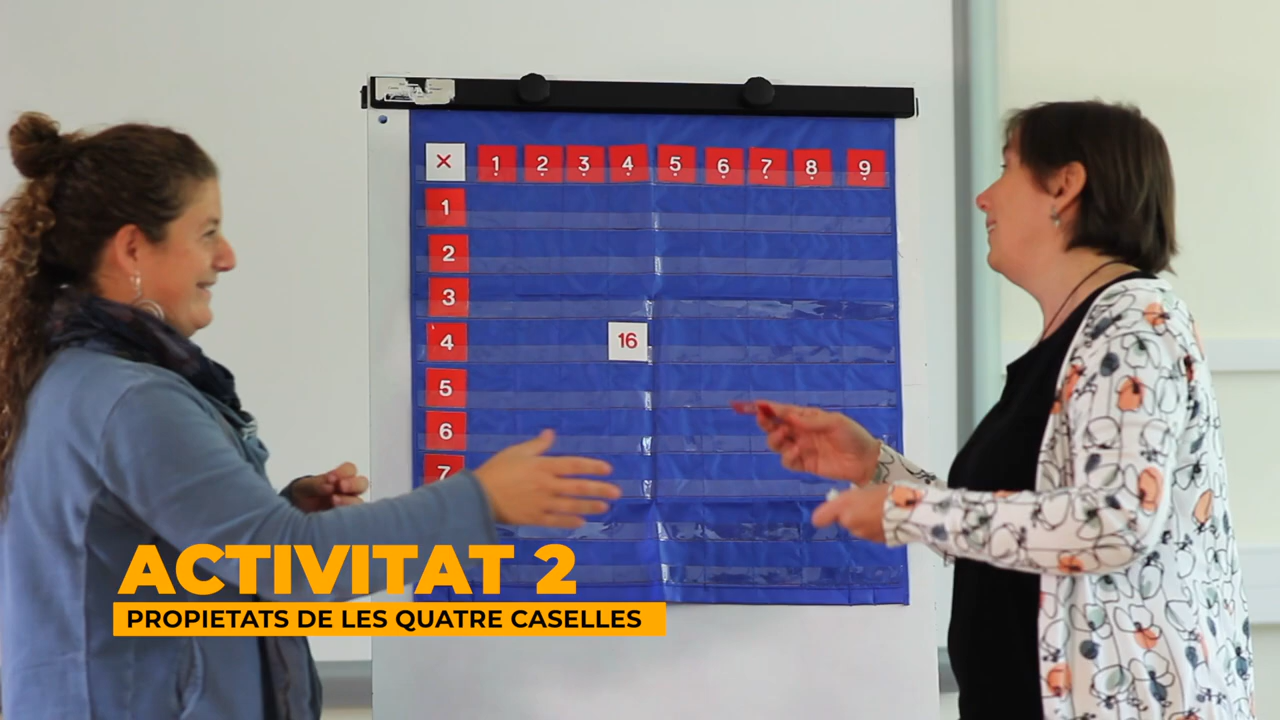 × 1 2 3 4 5 6 7 8 9
1
2
3
4 16
5
6
7
ACTIVITAT 2
PROPIETATS DE LES QUATRE CASELLES